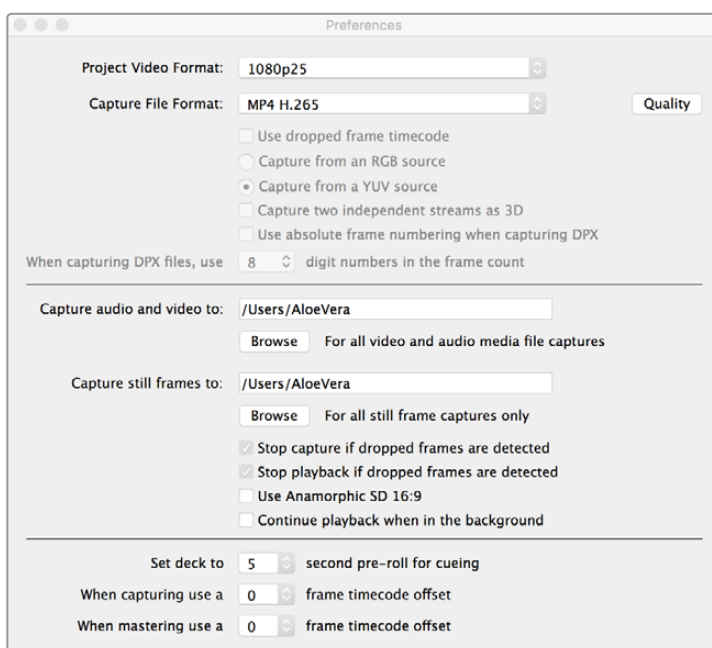 Preferences
Project Video Format: 1080p25
Capture File Format: MP4 H.265 Quality
Use dropped frame timecode
Capture from an RGB source
Capture from a YUV source
Capture two independent streams as 3D
Use absolute frame numbering when capturing DPX
When capturing DPX files, use 8 digit numbers in the frame count
Capture audio and video to: /Users/AloeVera
Browse For all video and audio media file captures
Capture still frames to: /Users/AloeVera
Browse For all still frame captures only
Stop capture if dropped frames are detected
Stop playback if dropped frames are detected
Use Anamorphic SD 16:9
Continue playback when in the background
Set deck to 5 second pre-roll for cueing
When capturing use a 0 frame timecode offset
When mastering use a 0 frame timecode offset